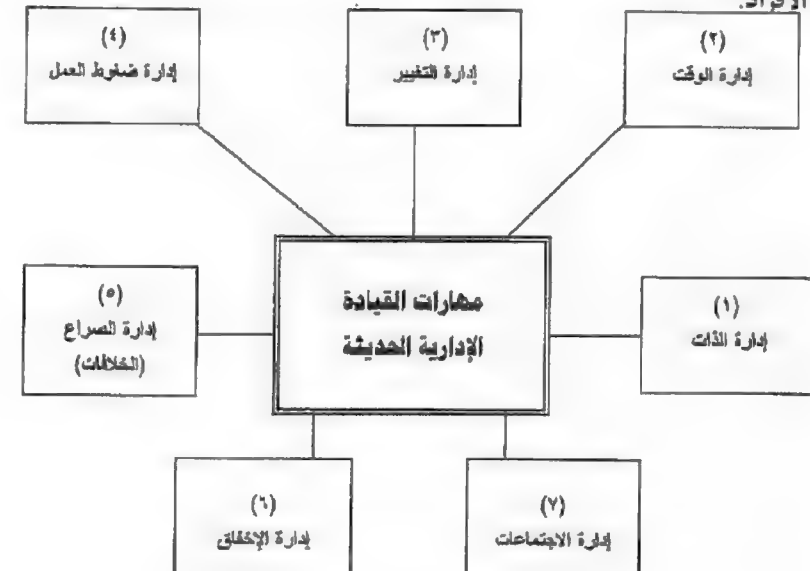 الأفراد.
(٤)
إدارة ضغوط العمل
(٣)
إدارة التغيير
(٢)
إدارة الوقت
(٥)
إدارة الصراع
(الخلافات)
مهارات القيادة
الإدارية الحديثة
(١)
إدارة الذات
(٦)
إدارة الإخفاق
(٧)
إدارة الاجتماعات